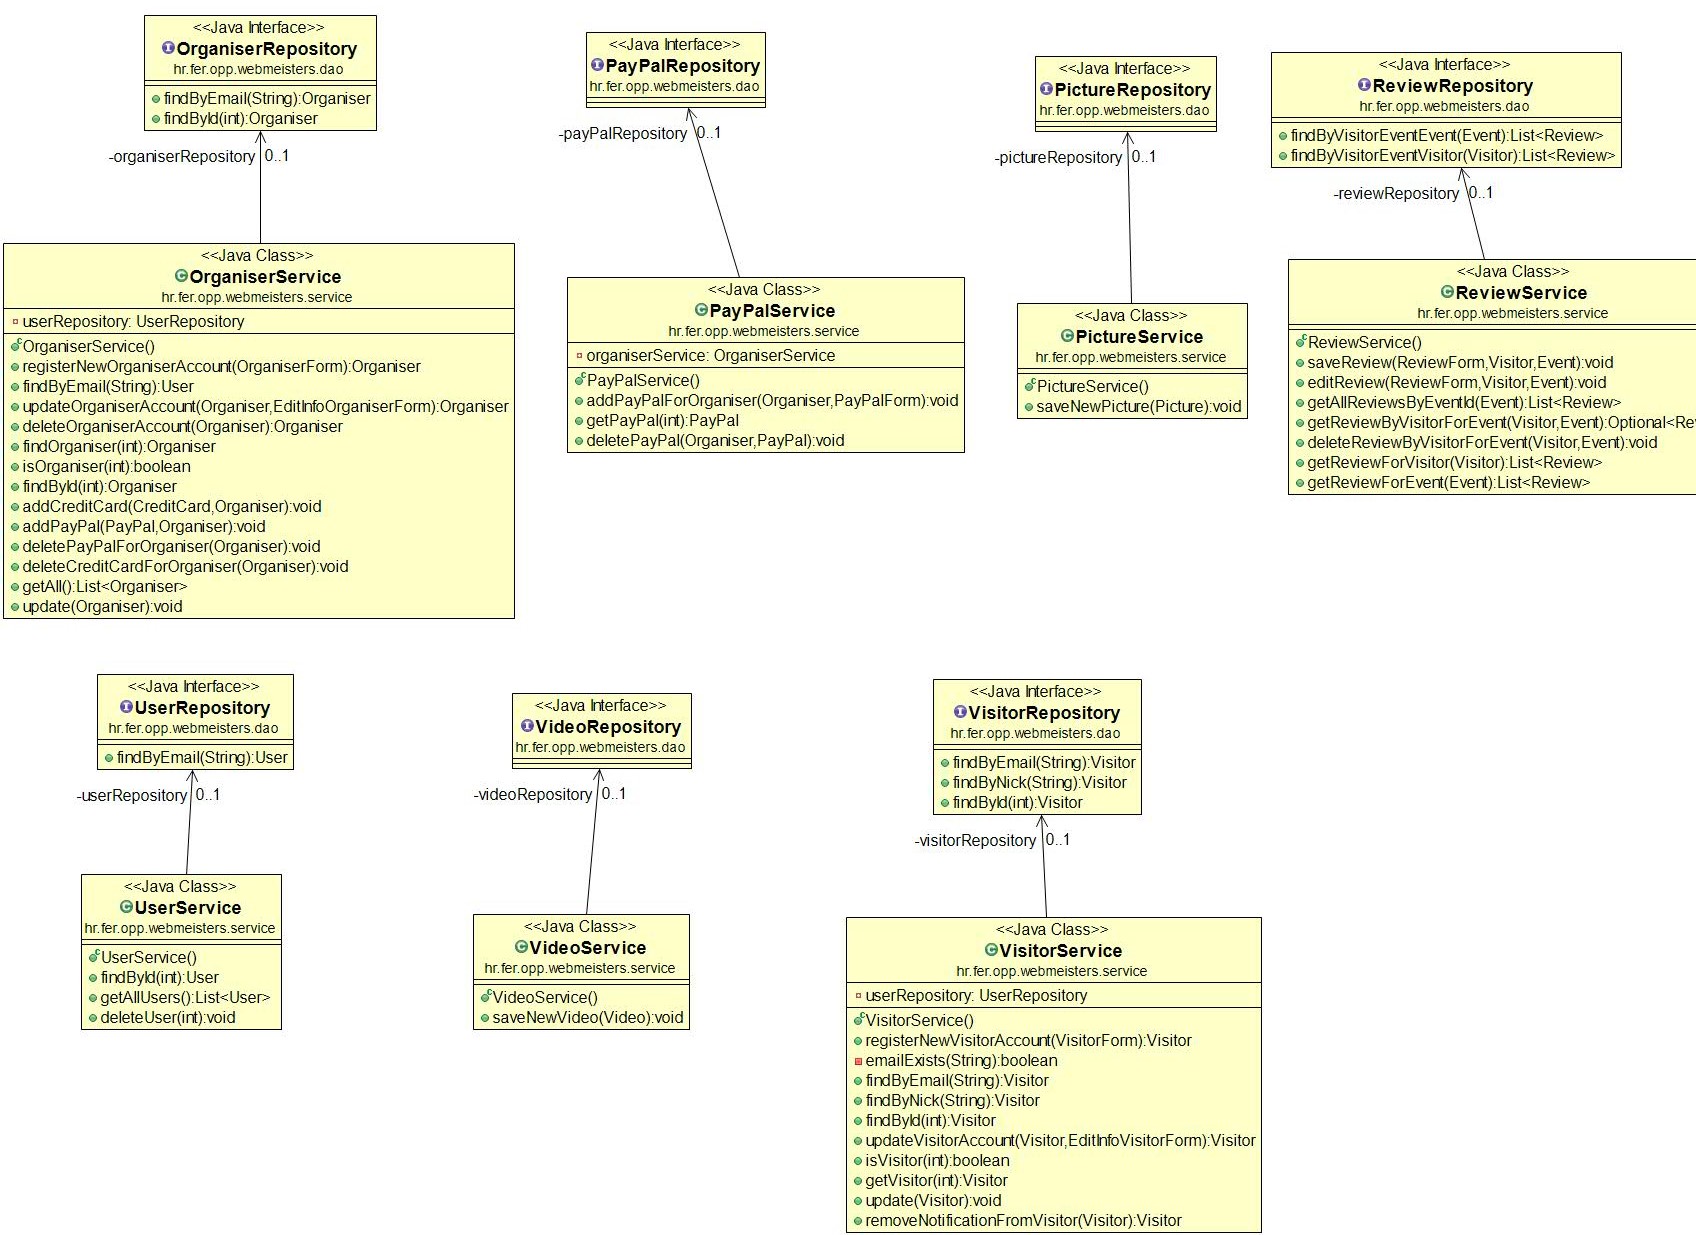 <<Java Interface>>
OrganiserRepository
hr.fer.opp.webmeisters.dao
findByEmail(String):Organiser
findById(int):Organiser
-organiserRepository 0..1
<<Java Class>>
OrganiserService
hr.fer.opp.webmeisters.service
userRepository: UserRepository
OrganiserService()
registerNewOrganiserAccount(OrganiserForm):Organiser
findByEmail(String):User
updateOrganiserAccount(Organiser,EditInfoOrganiserForm):Organiser
deleteOrganiserAccount(Organiser):Organiser
findOrganiser(int):Organiser
isOrganiser(int):boolean
findById(int):Organiser
addCreditCard(CreditCard,Organiser):void
addPayPal(PayPal,Organiser):void
deletePayPalForOrganiser(Organiser):void
deleteCreditCardForOrganiser(Organiser):void
getAll():List<Organiser>
update(Organiser):void
<<Java Interface>>
PayPalRepository
hr.fer.opp.webmeisters.dao
-payPalRepository 0..1
<<Java Class>>
PayPalService
hr.fer.opp.webmeisters.service
organiserService: OrganiserService
PayPalService()
addPayPalForOrganiser(Organiser,PayPalForm):void
getPayPal(int):PayPal
deletePayPal(Organiser,PayPal):void
<<Java Interface>>
PictureRepository
hr.fer.opp.webmeisters.dao
-pictureRepository 0..1
<<Java Class>>
PictureService
hr.fer.opp.webmeisters.service
PictureService()
saveNewPicture(Picture):void
<<Java Interface>>
ReviewRepository
hr.fer.opp.webmeisters.dao
findByVisitorEventEvent(Event):List<Review>
findByVisitorEventVisitor(Visitor):List<Review>
-reviewRepository 0..1
<<Java Class>>
ReviewService
hr.fer.opp.webmeisters.service
ReviewService()
saveReview(ReviewForm,Visitor,Event):void
editReview(ReviewForm,Visitor,Event):void
getAllReviewsByEventId(Event):List<Review>
getReviewByVisitorForEvent(Visitor,Event):Optional<Re
deleteReviewByVisitorForEvent(Visitor,Event):void
getReviewForVisitor(Visitor):List<Review>
getReviewForEvent(Event):List<Review>
<<Java Interface>>
UserRepository
hr.fer.opp.webmeisters.dao
findByEmail(String):User
-userRepository 0..1
<<Java Class>>
UserService
hr.fer.opp.webmeisters.service
UserService()
findById(int):User
getAllUsers():List<User>
deleteUser(int):void
<<Java Interface>>
VideoRepository
hr.fer.opp.webmeisters.dao
-videoRepository 0..1
<<Java Class>>
VideoService
hr.fer.opp.webmeisters.service
VideoService()
saveNewVideo(Video):void
<<Java Interface>>
VisitorRepository
hr.fer.opp.webmeisters.dao
findByEmail(String):Visitor
findByNick(String):Visitor
findById(int):Visitor
-visitorRepository 0..1
<<Java Class>>
VisitorService
hr.fer.opp.webmeisters.service
userRepository: UserRepository
VisitorService()
registerNewVisitorAccount(VisitorForm):Visitor
emailExists(String):boolean
findByEmail(String):Visitor
findByNick(String):Visitor
findById(int):Visitor
updateVisitorAccount(Visitor,EditInfoVisitorForm):Visitor
isVisitor(int):boolean
getVisitor(int):Visitor
update(Visitor):void
removeNotificationFromVisitor(Visitor):Visitor